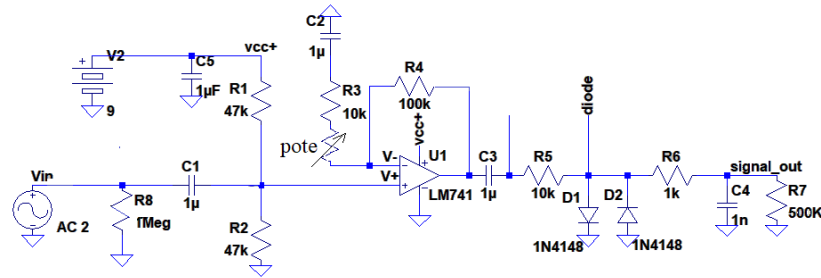 V2
9
C5
1µF
vcc+
R1
47k
C2
1µ
R3
10k
pote
R4
100k
vcc+
V-
V+
U1
LM741
C3
1µ
R5
10k
diode
D1
1N4148
D2
1N4148
R6
1k
signal_out
C4
1n
R7
500K
Vin
AC 2
R8
1Meg
C1
1µ
R2
47k